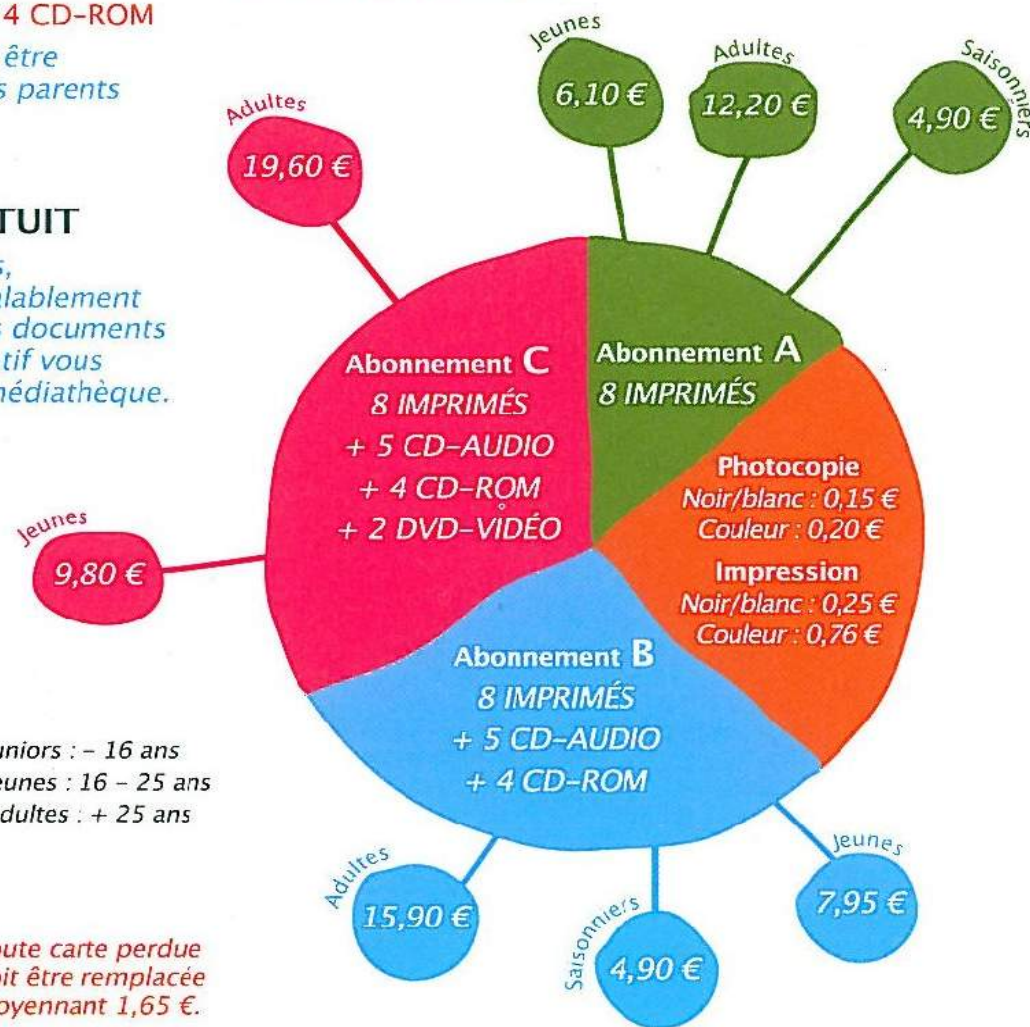 4 CD-ROM
être
s parents
TUIT
s,
alablement
s documents
tif vous
médiathèque.
Jeunes
6,10 €
Adultes
12,20 €
Saisonniers
4,90 €
Adultes
19,60 €
Jeunes
9,80 €
Abonnement C
8 IMPRIMÉS
+ 5 CD-AUDIO
+ 4 CD-ROM
+ 2 DVD-VIDÉO
Abonnement A
8 IMPRIMÉS
Photocopie
Noir/blanc : 0,15 €
Couleur : 0,20 €
Impression
Noir/blanc : 0,25 €
Couleur : 0,76 €
Abonnement B
8 IMPRIMÉS
+ 5 CD-AUDIO
+ 4 CD-ROM
uniors : - 16 ans
eunes : 16 - 25 ans
dultes : + 25 ans
Adultes
15,90 €
Saisonniers
4,90 €
Jeunes
7,95 €
oute carte perdue
oit être remplacée
oyennant 1,65 €.